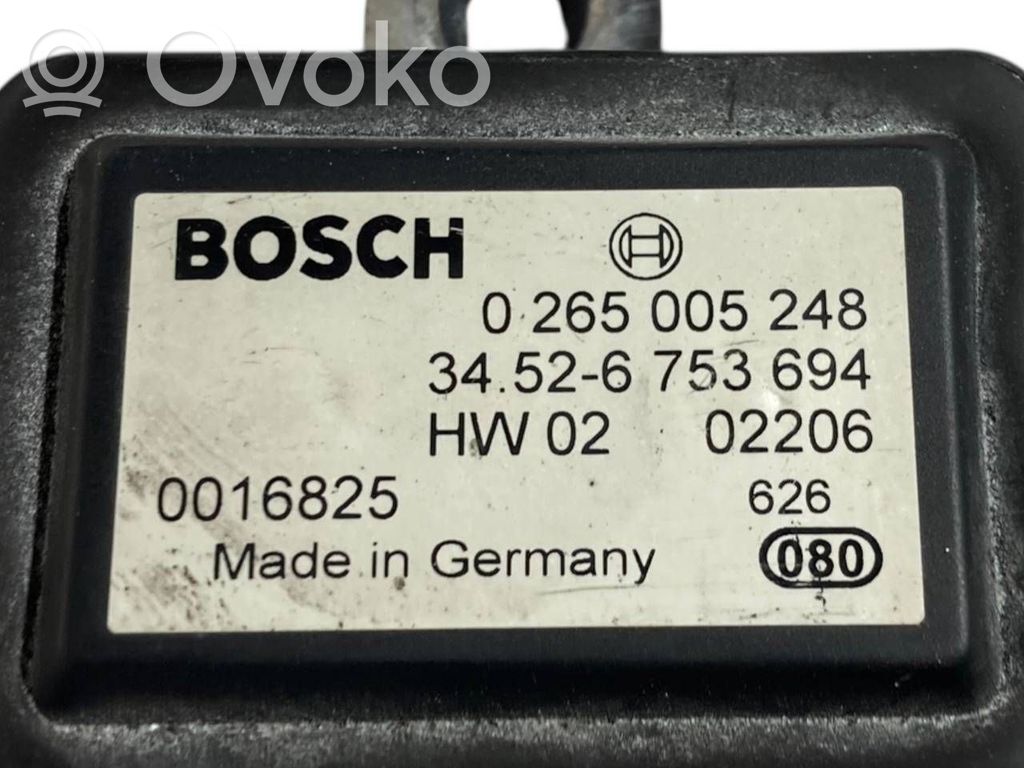 Ovoko
BOSCH
0 265 005 248
34.52-6 753 694
HW 02 02206
0016825 626
Made in Germany 080